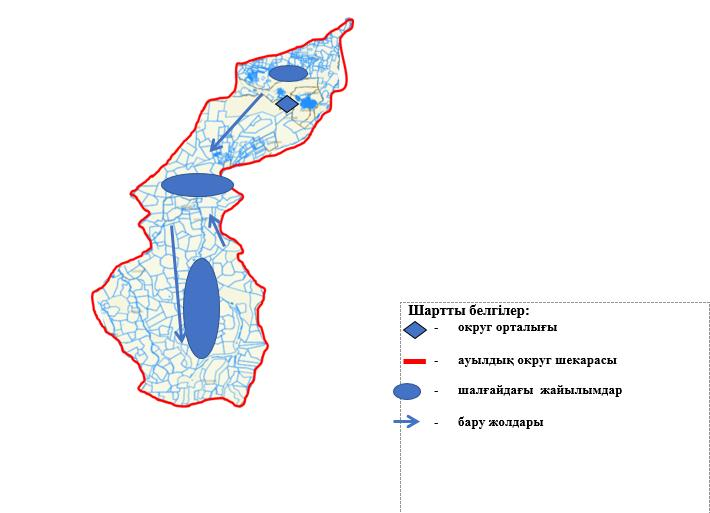 Шартты белгілер:
- округ орталығы
- ауылдық округ шекарасы
- шалғайдағы жайылымдар
- бару жолдары